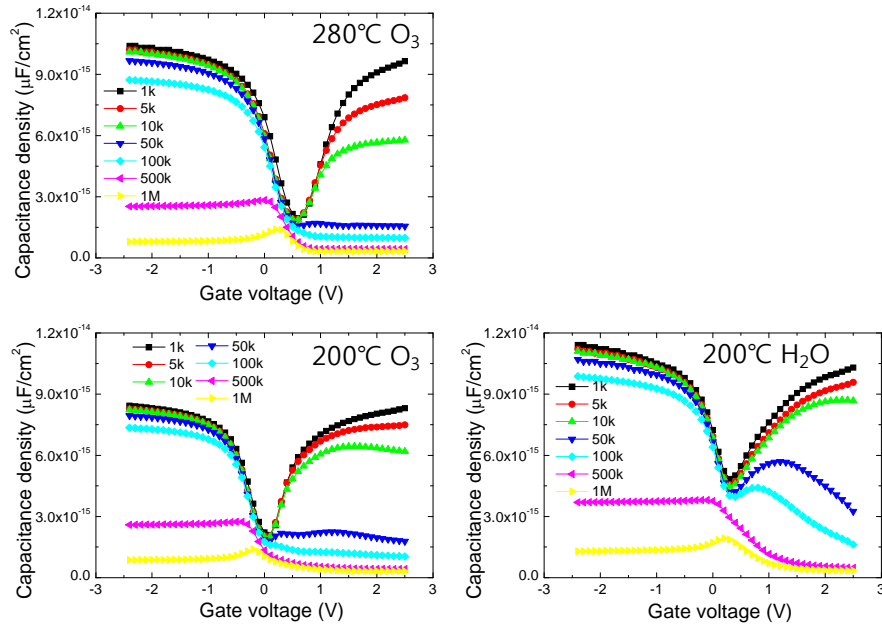 280℃ O3
Capacitance density (μF/cm2)
1.2x10-14
9.0x10-15
6.0x10-15
3.0x10-15
0.0
1k
5k
10k
50k
100k
500k
1M
-3 -2 -1 0 1 2 3
Gate voltage (V)
200℃ O3
Capacitance density (μF/cm2)
1.2x10-14
9.0x10-15
6.0x10-15
3.0x10-15
0.0
1k 50k
5k 100k
10k 500k
1M
-3 -2 -1 0 1 2 3
Gate voltage (V)
200℃ H2O
Capacitance density (μF/cm2)
1.2x10-14
9.0x10-15
6.0x10-15
3.0x10-15
0.0
1k
5k
10k
50k
100k
500k
1M
-3 -2 -1 0 1 2 3
Gate voltage (V)